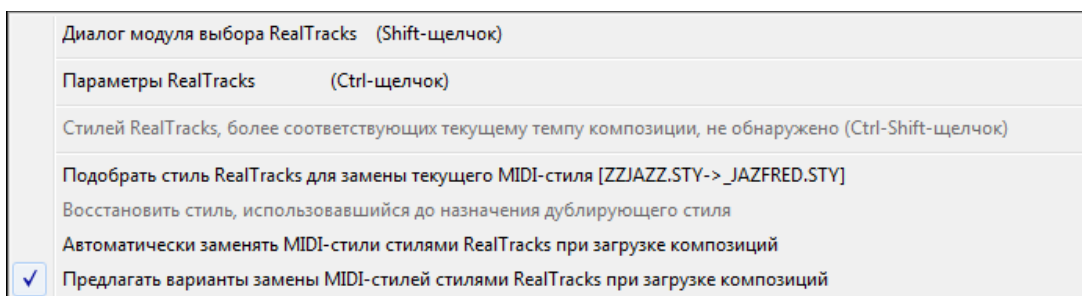 Диалог модуля выбора RealTracks (Shift-щелчок)
Параметры RealTracks (Ctrl-щелчок)
Стилей RealTracks, более соответствующих текущему темпу композиции, не обнаружено (Ctrl-Shift-щелчок)
Подобрать стиль RealTracks для замены текущего MIDI-стиля [ZZJAZZ.STY->_JAZFRED.STY]
Восстановить стиль, использовавшийся до назначения дублирующего стиля
Автоматически заменять MIDI-стили стилями RealTracks при загрузке композиций
Предлагать варианты замены MIDI-стилей стилями RealTracks при загрузке композиций